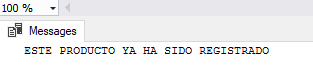 100 %
Messages
ESTE PRODUCTO YA HA SIDO REGISTRADO